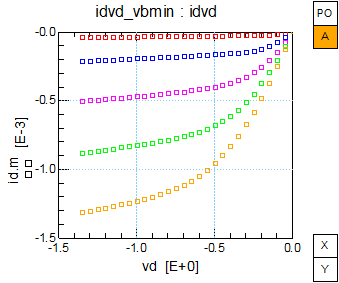 idvd_vbmin : idvd
PO
A
-0.0
-0.5
-1.0
-1.5
id.m [E-3]
-1.5
-1.0
-0.5
0.0
vd [E+0]
X
Y